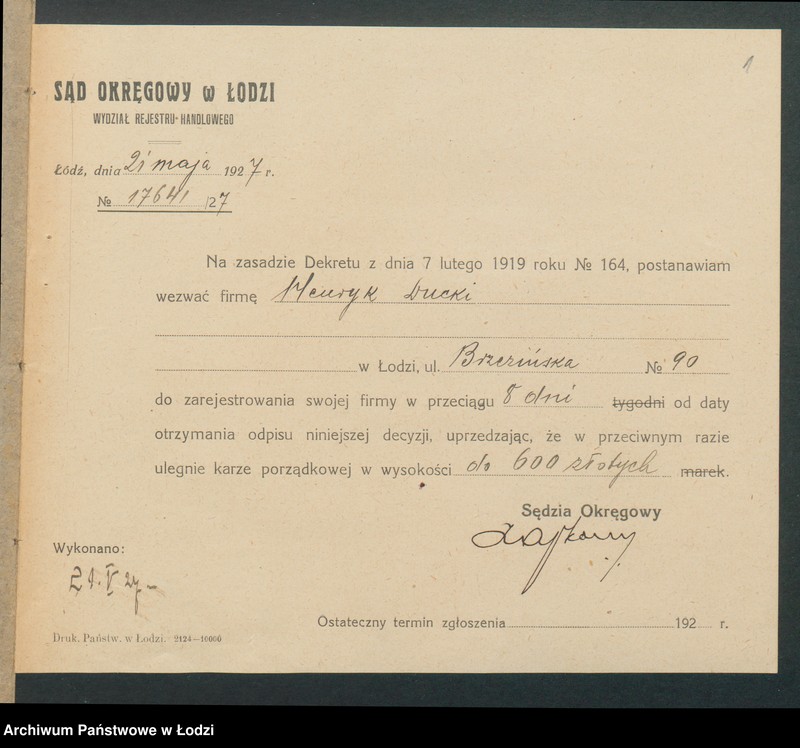 1
SĄD OKRĘGOWY w ŁODZI
WYDZIAŁ REJESTRU-HANDLOWEGO
Łódź, dnia 21 maja 1927 r.
№ 17641/27
Na zasadzie Dekretu z dnia 7 lutego 1919 roku № 164, postanawiam
wezwać firmę Henryk Ducki
w Łodzi, ul. Brzezińska № 90
do zarejestrowania swojej firmy w przeciągu 8 dni tygodni od daty
otrzymania odpisu niniejszej decyzji, uprzedzając, że w przeciwnym razie
ulegnie karze porządkowej w wysokości do 600 złotych marek.
Sędzia Okręgowy
Wykonano:
21.V 27
Ostateczny termin zgłoszenia 192 r.
Druk. Państw. w Łodzi. 2124—10000
Archiwum Państwowe w Łodzi